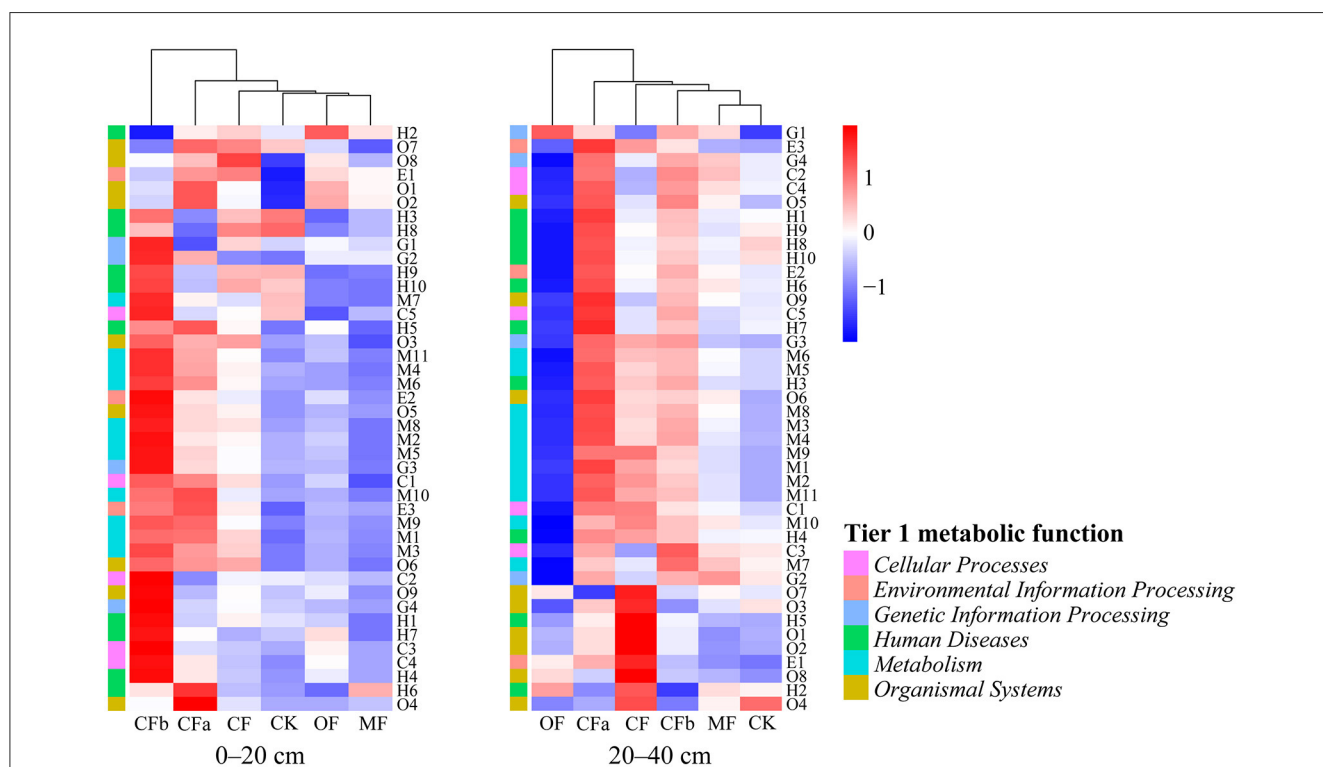 H2
O7
O8
E1
O1
O2
H3
H8
G1
G2
H9
H10
M7
C5
H5
O3
M11
M4
M6
E2
O5
M8
M2
M5
G3
C1
M10
E3
M9
M1
M3
O6
C2
O9
G4
H1
H7
C3
C4
H4
H6
O4
CFb CFa CF CK OF MF
0–20 cm
G1
E3
G4
C2
C4
O5
H1
H9
H8
H10
E2
H6
O9
C5
H7
G3
M6
M5
H3
O6
M8
M3
M4
M9
M1
M2
M11
C1
M10
H4
C3
M7
G2
O7
O3
H5
O1
O2
E1
O8
H2
O4
OF CFa CF CFb MF CK
20–40 cm
1
0
−1
Tier 1 metabolic function
Cellular Processes
Environmental Information Processing
Genetic Information Processing
Human Diseases
Metabolism
Organismal Systems